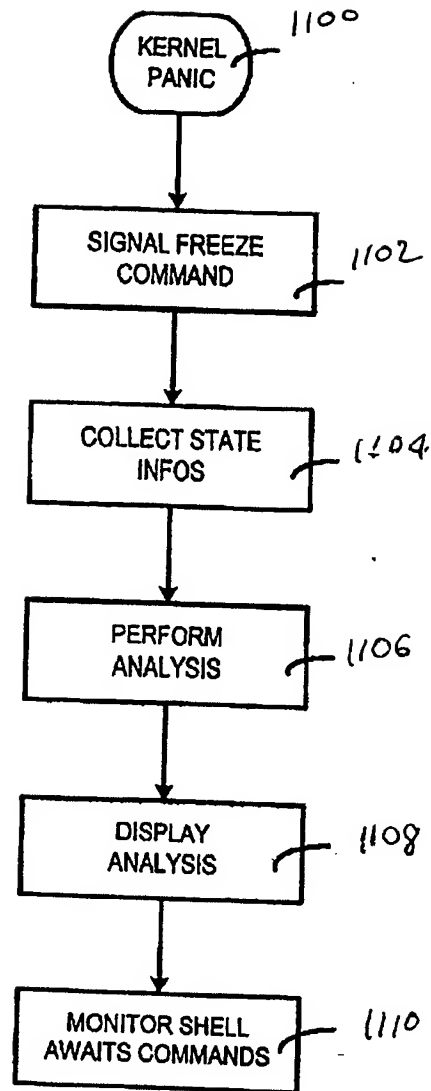 1100
KERNEL
PANIC
SIGNAL FREEZE
COMMAND
1102
COLLECT STATE
INFOS
1104
PERFORM
ANALYSIS
1106
DISPLAY
ANALYSIS
1108
MONITOR SHELL
AWAITS COMMANDS
1110